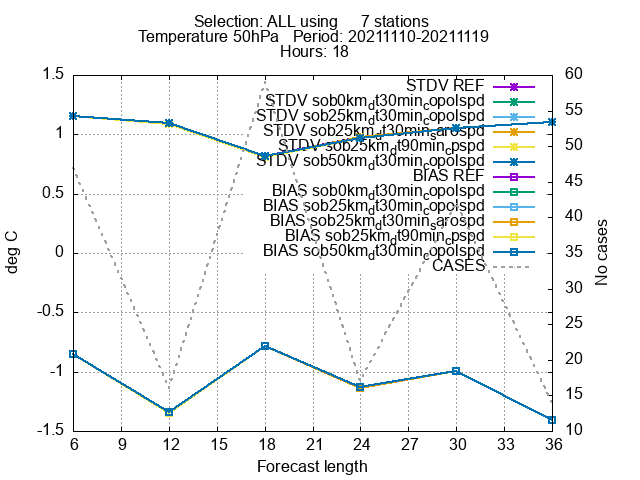 Selection: ALL using 7 stations
Temperature 50hPa Period: 20211110-20211119
Hours: 18
STDV REF
STDV sob0km_dt30min_copolspd
STDV sob25km_dt30min_copolspd
STDV sob25km_dt30min_sarospd
STDV sob25km_dt90min_cpspd
STDV sob50km_dt30min_copolspd
BIAS REF
BIAS sob0km_dt30min_copolspd
BIAS sob25km_dt30min_copolspd
BIAS sob25km_dt30min_sarospd
BIAS sob25km_dt90min_cpspd
BIAS sob50km_dt30min_copolspd
CASES
deg C
1.5
1
0.5
0
-0.5
-1
-1.5
60
55
50
45
40
35
30
25
20
15
10
No cases
6 9 12 15 18 21 24 27 30 33 36
Forecast length